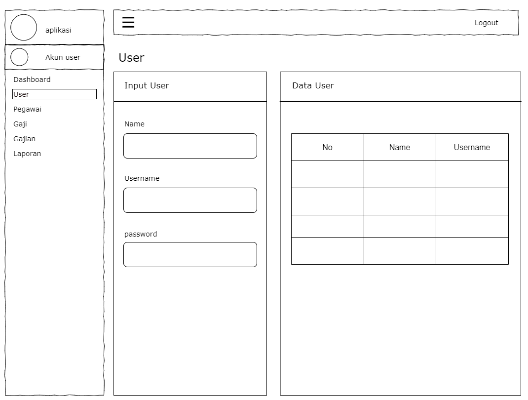 aplikasi
Logout
Akun user
User
Dashboard
User
Pegawai
Gaji
Gajian
Laporan
Input User
Name
Username
password
Data User
No Name Username